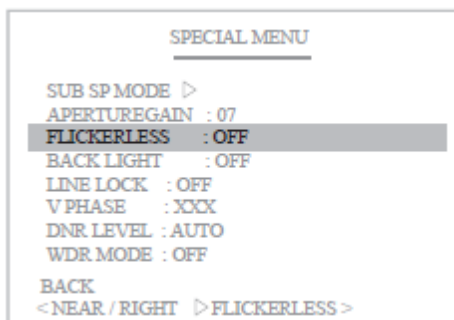 SPECIAL MENU
SUB SP MODE ▷
APERTUREGAIN : 07
FLICKERLESS : OFF
BACK LIGHT : OFF
LINE LOCK : OFF
V PHASE : XXX
DNR LEVEL : AUTO
WDR MODE : OFF
BACK
<NEAR / RIGHT ▷FLICKERLESS>